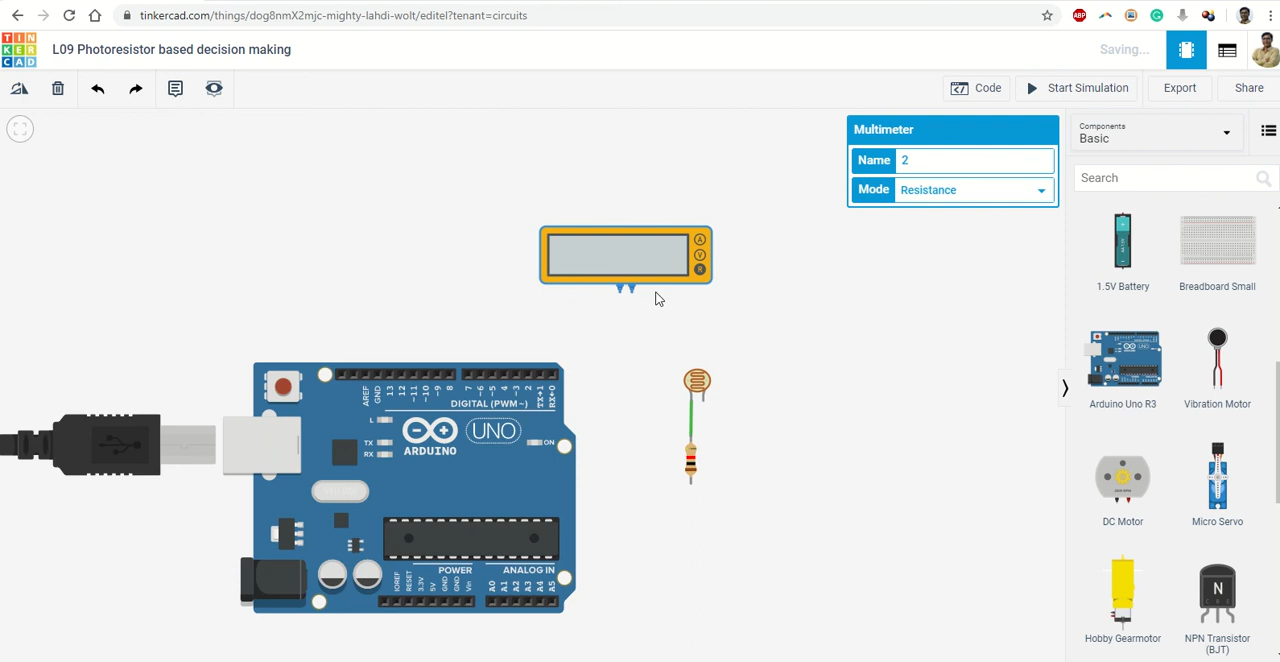 tinkercad.com/things/dog8nmX2mjc-mighty-lahdi-wolt/editel?tenant=circuits
ABP
TIN
KER
CAD
L09 Photoresistor based decision making
Saving...
Code
Start Simulation
Export
Share
Multimeter
Name 2
Mode Resistance
Components
Basic
Search
A
V
R
1.5V Battery
Breadboard Small
Arduino Uno R3
Vibration Motor
DC Motor
Micro Servo
Hobby Gearmotor
NPN Transistor
(BJT)
N
AREF
GND
13
12
~11
~10
~9
8
7
~6
~5
4
~3
2
TX→1
RX←0
DIGITAL (PWM~)
L
TX
RX
UNO
ON
ARDUINO
POWER
ANALOG IN
IOREF
RESET
3.3V
5V
GND
GND
Vin
A0
A1
A2
A3
A4
A5